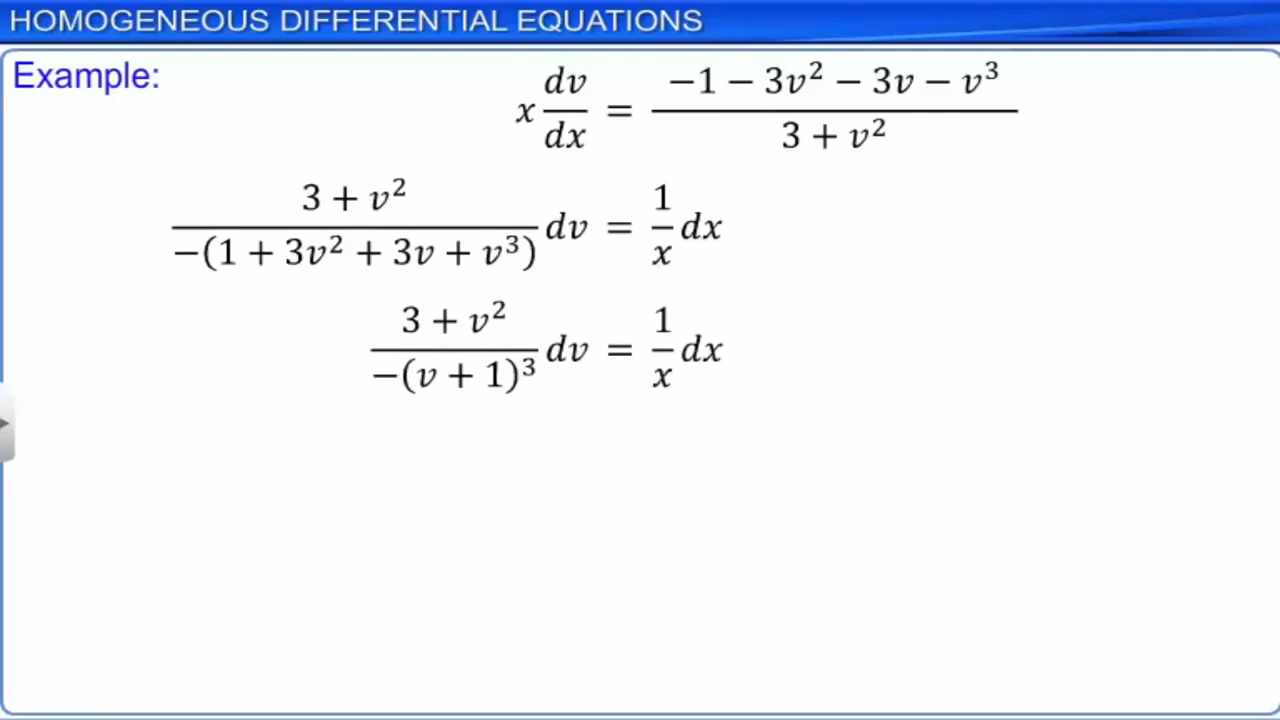 HOMOGENEOUS DIFFERENTIAL EQUATIONS
Example:
x dv/dx = (−1 − 3v² − 3v − v³)/(3 + v²)
(3 + v²)/(−(1 + 3v² + 3v + v³)) dv = 1/x dx
(3 + v²)/(−(v + 1)³) dv = 1/x dx